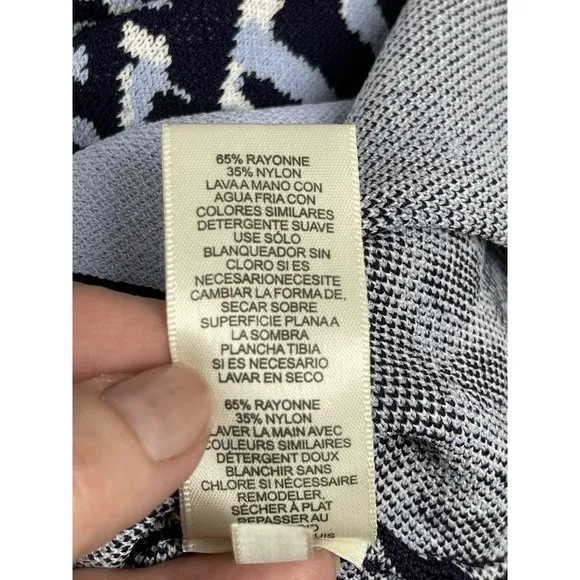 65% RAYONNE
35% NYLON
LAVA A MANO CON
AGUA FRIA CON
COLORES SIMILARES
DETERGENTE SUAVE
USE SÓLO
BLANQUEADOR SIN
CLORO SI ES
NECESARIONECESITE
CAMBIAR LA FORMA DE,
SECAR SOBRE
SUPERFICIE PLANA A
LA SOMBRA
PLANCHA TIBIA
SI ES NECESARIO
LAVAR EN SECO
65% RAYONNE
35% NYLON
LAVER LA MAIN AVEC
COULEURS SIMILAIRES
DÉTERGENT DOUX
BLANCHIR SANS
CHLORE SI NÉCESSAIRE
REMODELER,
SÉCHER À PLAT
REPASSER AU